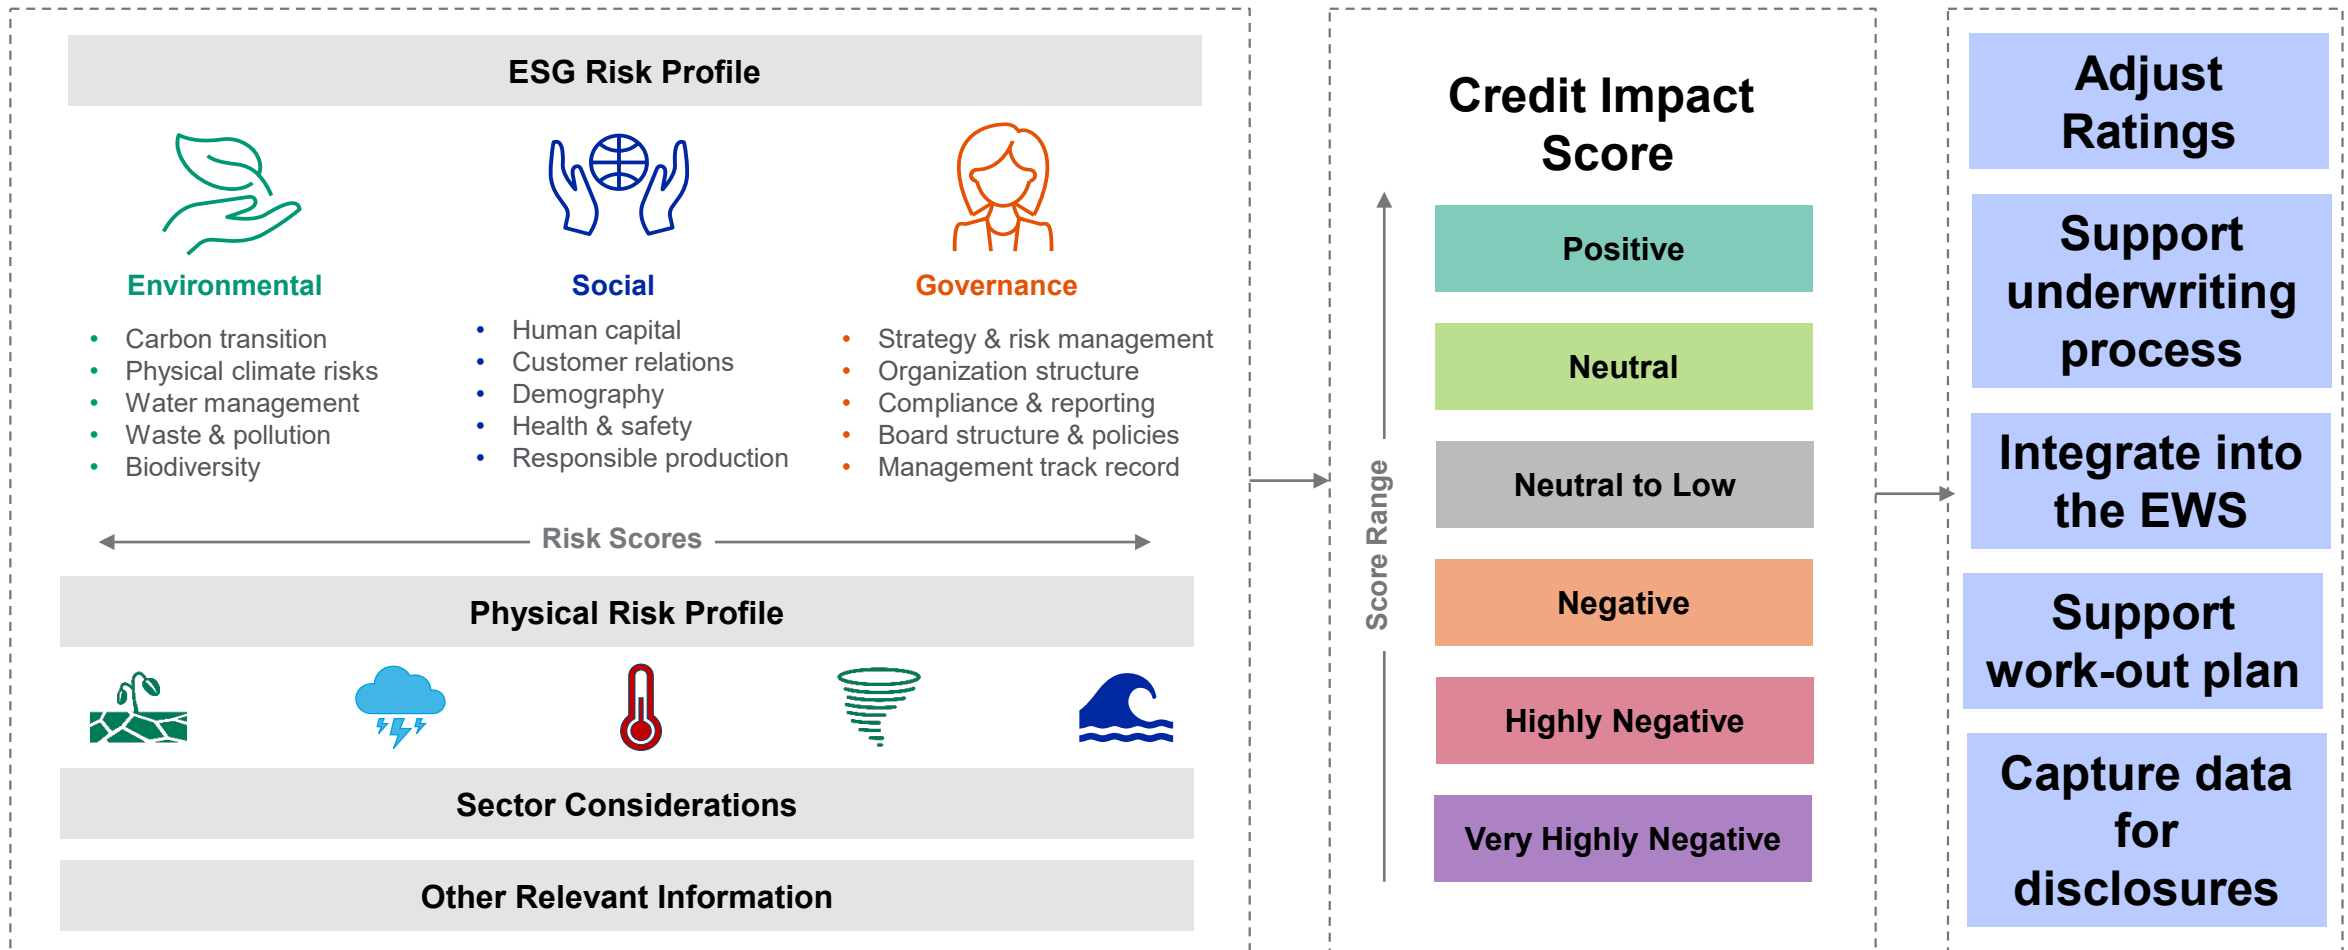 ESG Risk Profile
Environmental
Carbon transition
Physical climate risks
Water management
Waste & pollution
Biodiversity
Social
Human capital
Customer relations
Demography
Health & safety
Responsible production
Governance
Strategy & risk management
Organization structure
Compliance & reporting
Board structure & policies
Management track record
Risk Scores
Physical Risk Profile
Sector Considerations
Other Relevant Information
Credit Impact
Score
Score Range
Positive
Neutral
Neutral to Low
Negative
Highly Negative
Very Highly Negative
Adjust
Ratings
Support
underwriting
process
Integrate into
the EWS
Support
work-out plan
Capture data
for
disclosures